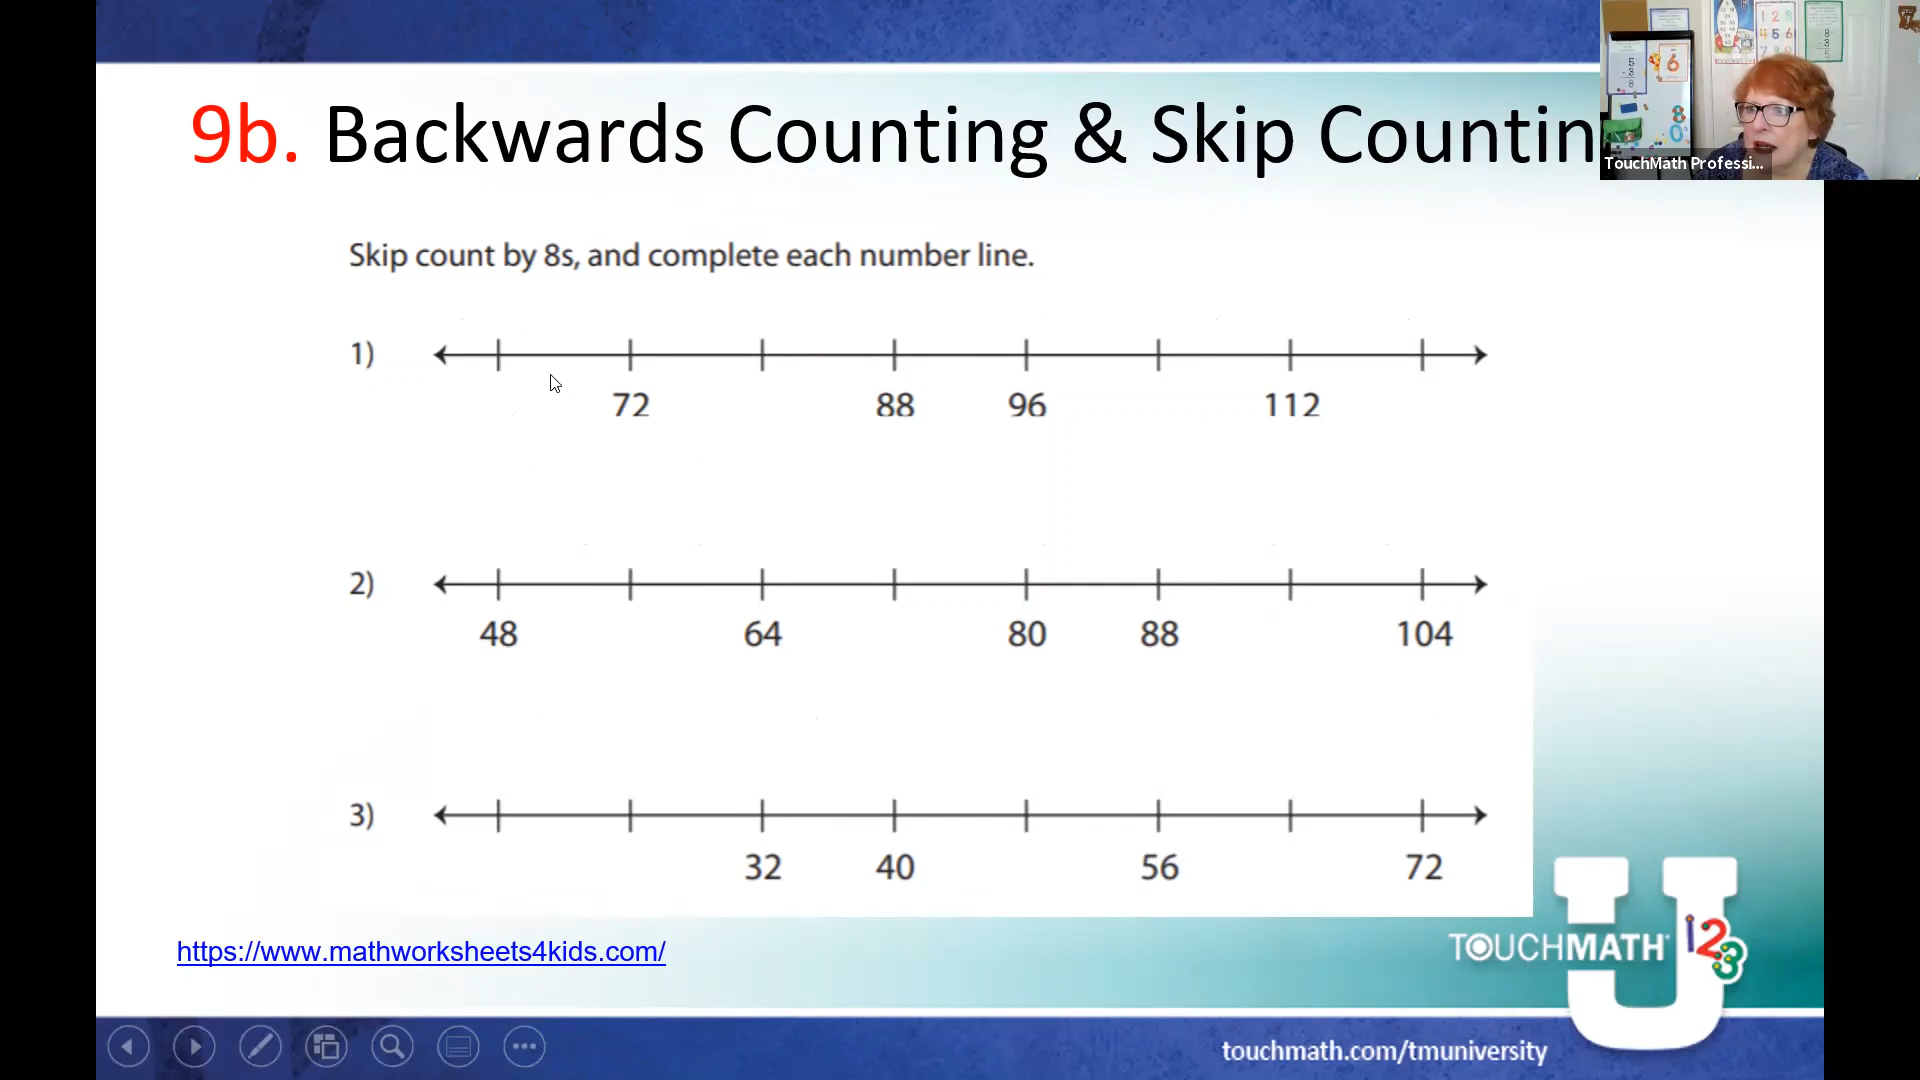 9b. Backwards Counting & Skip Countin
TouchMath Professi...
Skip count by 8s, and complete each number line.
1)
72 88 96 112
2)
48 64 80 88 104
3)
32 40 56 72
https://www.mathworksheets4kids.com/
TOUCHMATH
123
U
touchmath.com/tmuniversity